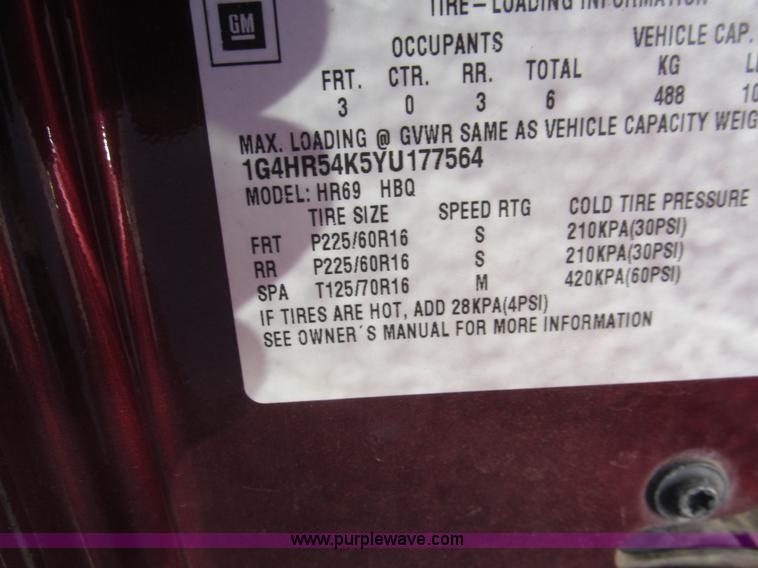 TIRE-LOADING INFORMATION
GM
OCCUPANTS VEHICLE CAP.
FRT. CTR. RR. TOTAL KG
3 0 3 6 488
MAX. LOADING @ GVWR SAME AS VEHICLE CAPACITY WEIG
1G4HR54K5YU177564
MODEL: HR69 HBQ
TIRE SIZE SPEED RTG COLD TIRE PRESSURE
FRT P225/60R16 S 210KPA(30PSI)
RR P225/60R16 S 210KPA(30PSI)
SPA T125/70R16 M 420KPA(60PSI)
IF TIRES ARE HOT, ADD 28KPA(4PSI)
SEE OWNER´S MANUAL FOR MORE INFORMATION
www.purplewave.com